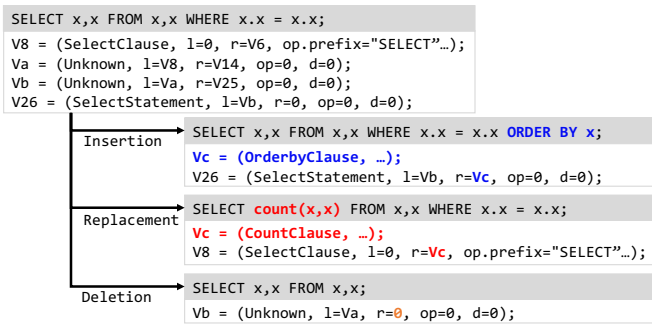 SELECT x,x FROM x,x WHERE x.x = x.x;
V8 = (SelectClause, l=0, r=V6, op.prefix="SELECT”…);
Va = (Unknown, l=V8, r=V14, op=0, d=0);
Vb = (Unknown, l=Va, r=V25, op=0, d=0);
V26 = (SelectStatement, l=Vb, r=0, op=0, d=0);
Insertion
SELECT x,x FROM x,x WHERE x.x = x.x ORDER BY x;
Vc = (OrderbyClause, …);
V26 = (SelectStatement, l=Vb, r=Vc, op=0, d=0);
Replacement
SELECT count(x,x) FROM x,x WHERE x.x = x.x;
Vc = (CountClause, …);
V8 = (SelectClause, l=0, r=Vc, op.prefix="SELECT”…);
Deletion
SELECT x,x FROM x,x;
Vb = (Unknown, l=Va, r=0, op=0, d=0);